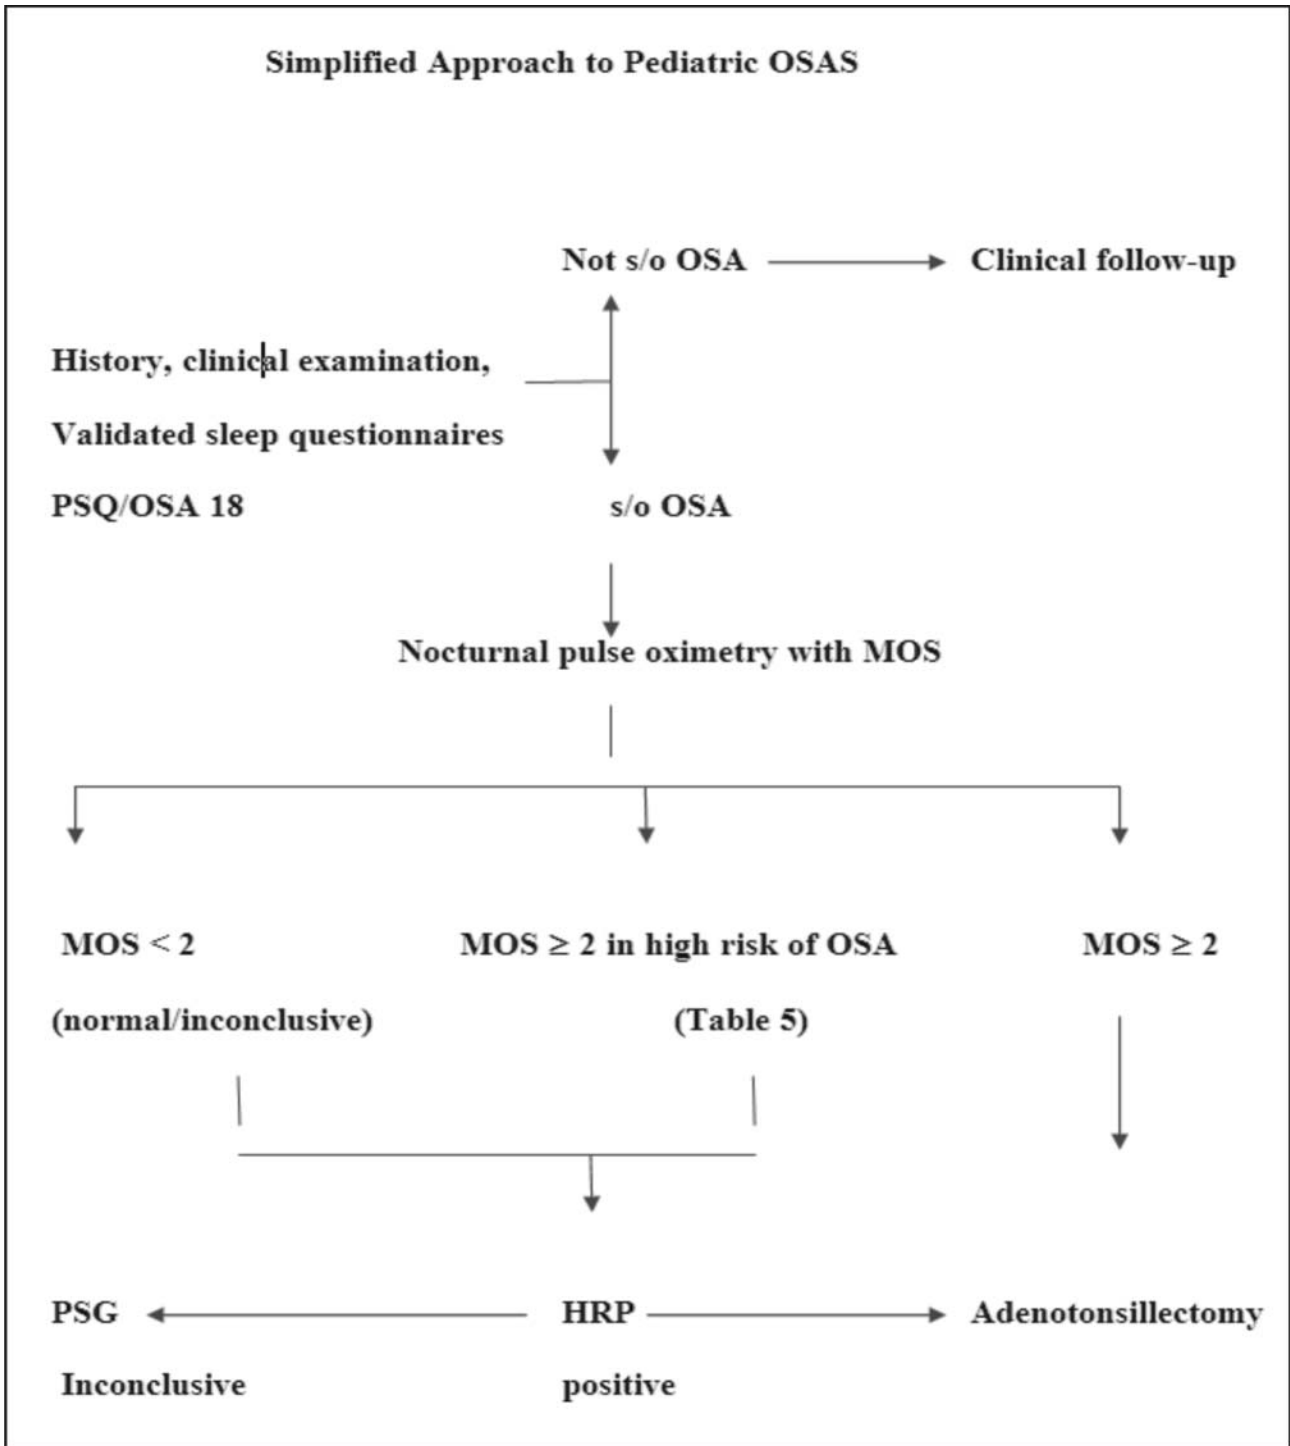 Simplified Approach to Pediatric OSAS
Not s/o OSA
Clinical follow-up
History, clinical examination,
Validated sleep questionnaires
PSQ/OSA 18
s/o OSA
Nocturnal pulse oximetry with MOS
MOS < 2
(normal/inconclusive)
MOS ≥ 2 in high risk of OSA
(Table 5)
MOS ≥ 2
PSG
Inconclusive
HRP
positive
Adenotonsillectomy